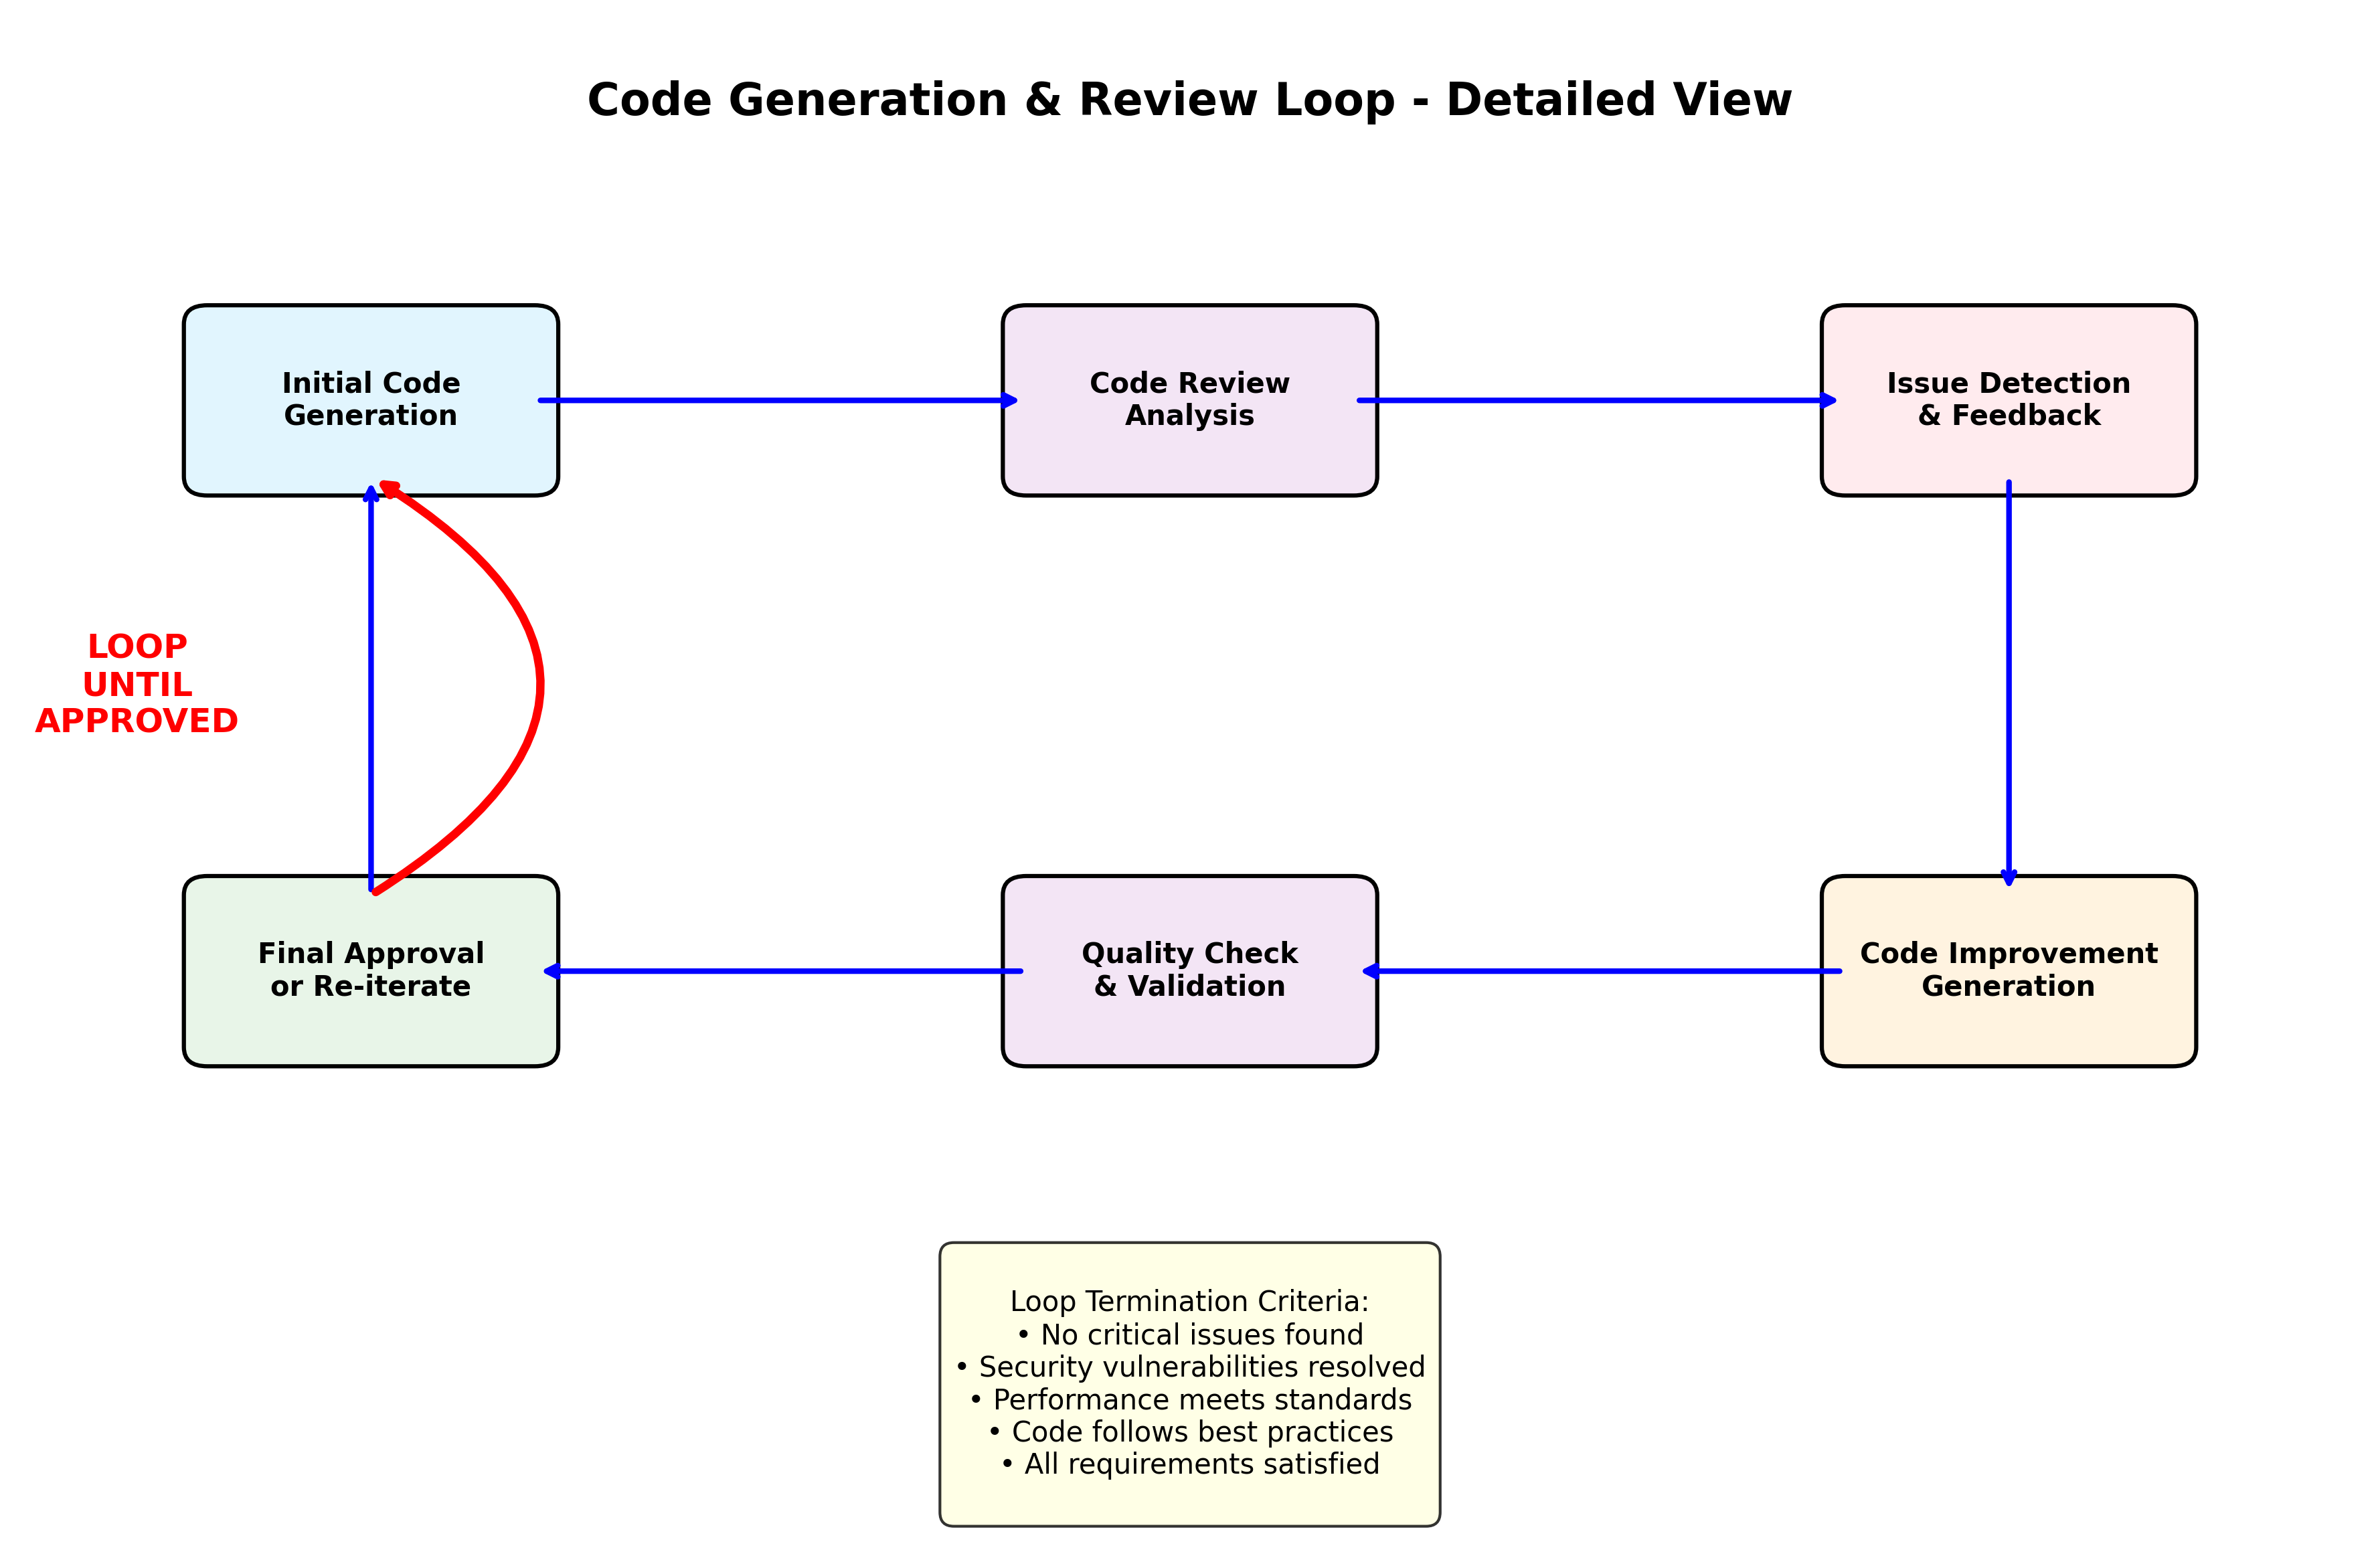 Code Generation & Review Loop - Detailed View
Initial Code
Generation
Code Review
Analysis
Issue Detection
& Feedback
LOOP
UNTIL
APPROVED
Final Approval
or Re-iterate
Quality Check
& Validation
Code Improvement
Generation
Loop Termination Criteria:
• No critical issues found
• Security vulnerabilities resolved
• Performance meets standards
• Code follows best practices
• All requirements satisfied